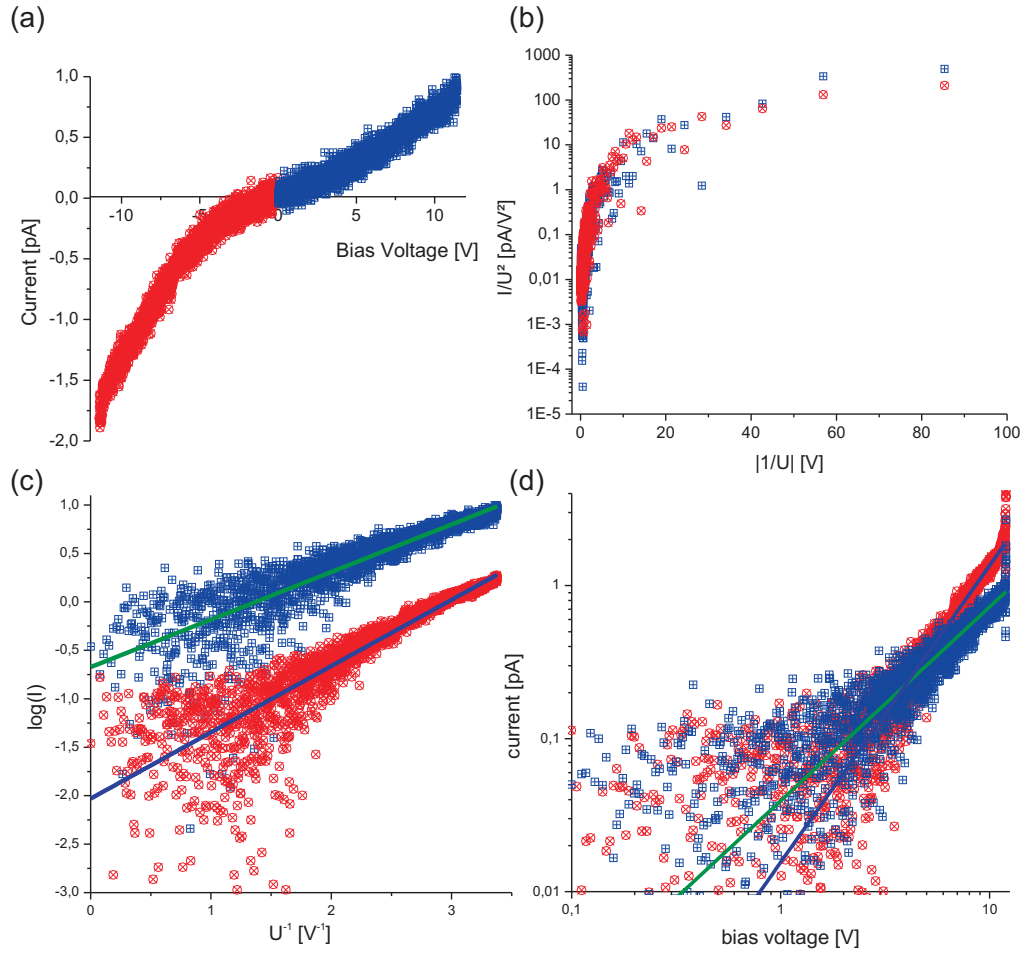 (a)
1,0
0,5
0,0
-0,5
-1,0
-1,5
-2,0
-10
-5
0
5
10
Current [pA]
Bias Voltage [V]
(b)
1000
100
10
1
0,1
0,01
1E-3
1E-4
1E-5
0
20
40
60
80
100
I/U² [pA/V²]
|1/U| [V]
(c)
1,0
0,5
0,0
-0,5
-1,0
-1,5
-2,0
-2,5
-3,0
0
1
2
3
log(I)
U⁻¹ [V⁻¹]
(d)
1
0,1
0,01
0,1
1
10
current [pA]
bias voltage [V]